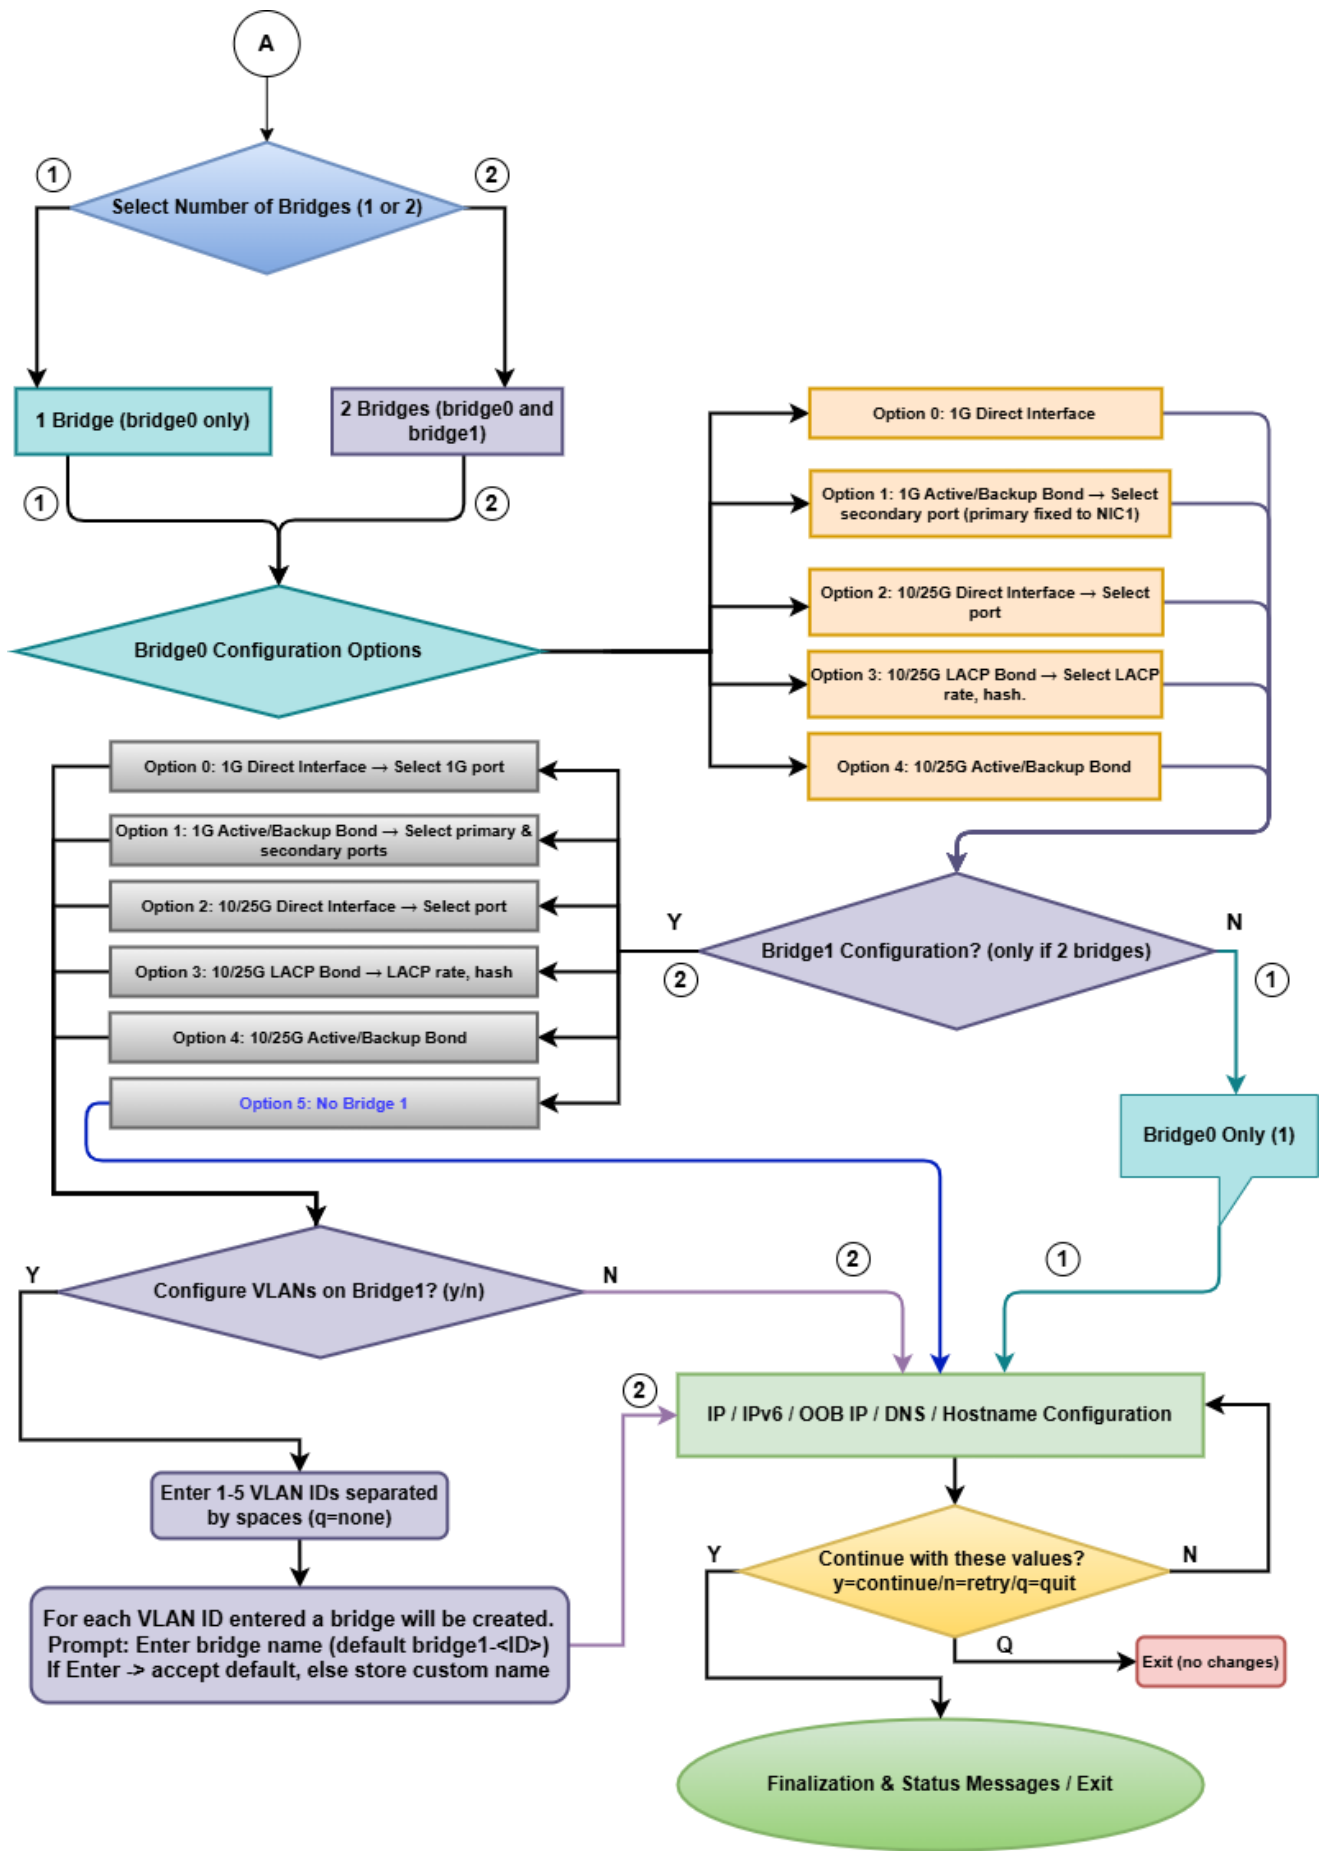 A
1
2
Select Number of Bridges (1 or 2)
1 Bridge (bridge0 only)
2 Bridges (bridge0 and
bridge1)
1
2
Bridge0 Configuration Options
Option 0: 1G Direct Interface
Option 1: 1G Active/Backup Bond → Select
secondary port (primary fixed to NIC1)
Option 2: 10/25G Direct Interface → Select
port
Option 3: 10/25G LACP Bond → Select LACP
rate, hash.
Option 4: 10/25G Active/Backup Bond
Option 0: 1G Direct Interface → Select 1G port
Option 1: 1G Active/Backup Bond → Select primary &
secondary ports
Option 2: 10/25G Direct Interface → Select port
Option 3: 10/25G LACP Bond → LACP rate, hash
Option 4: 10/25G Active/Backup Bond
Option 5: No Bridge 1
Y
2
Bridge1 Configuration? (only if 2 bridges)
N
1
Bridge0 Only (1)
Y
Configure VLANs on Bridge1? (y/n)
N
2
1
2
IP / IPv6 / OOB IP / DNS / Hostname Configuration
Enter 1-5 VLAN IDs separated
by spaces (q=none)
For each VLAN ID entered a bridge will be created.
Prompt: Enter bridge name (default bridge1-<ID>)
If Enter -> accept default, else store custom name
Y
Continue with these values?
y=continue/n=retry/q=quit
N
Q
Exit (no changes)
Finalization & Status Messages / Exit